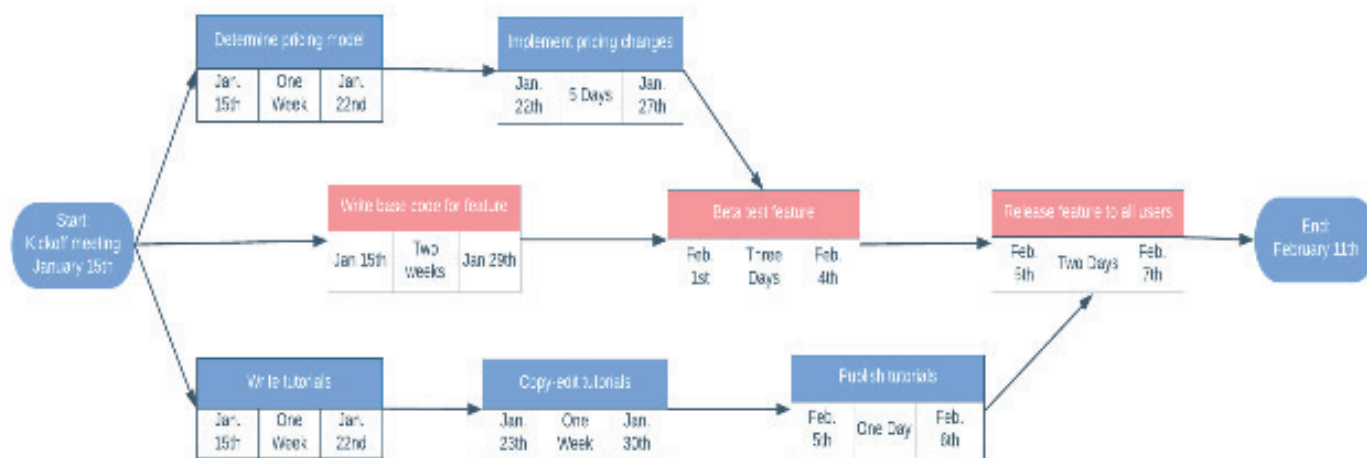 Determine pricing model
Jan.
15th
One
Week
Jan.
22nd
Implement pricing changes
Jan.
22th
5 Days
Jan.
27th
Start:
Kickoff meeting
January 15th
Write base code for feature
Jan 15th
Two
weeks
Jan 29th
Beta test feature
Feb.
1st
Three
Days
Feb.
4th
Release feature to all users
Feb.
5th
Two Days
Feb.
7th
End:
February 11th
Write tutorials
Jan.
15th
One
Week
Jan.
22nd
Copy-edit tutorials
Jan.
23th
One
Week
Jan.
30th
Publish tutorials
Feb.
5th
One Day
Feb.
6th